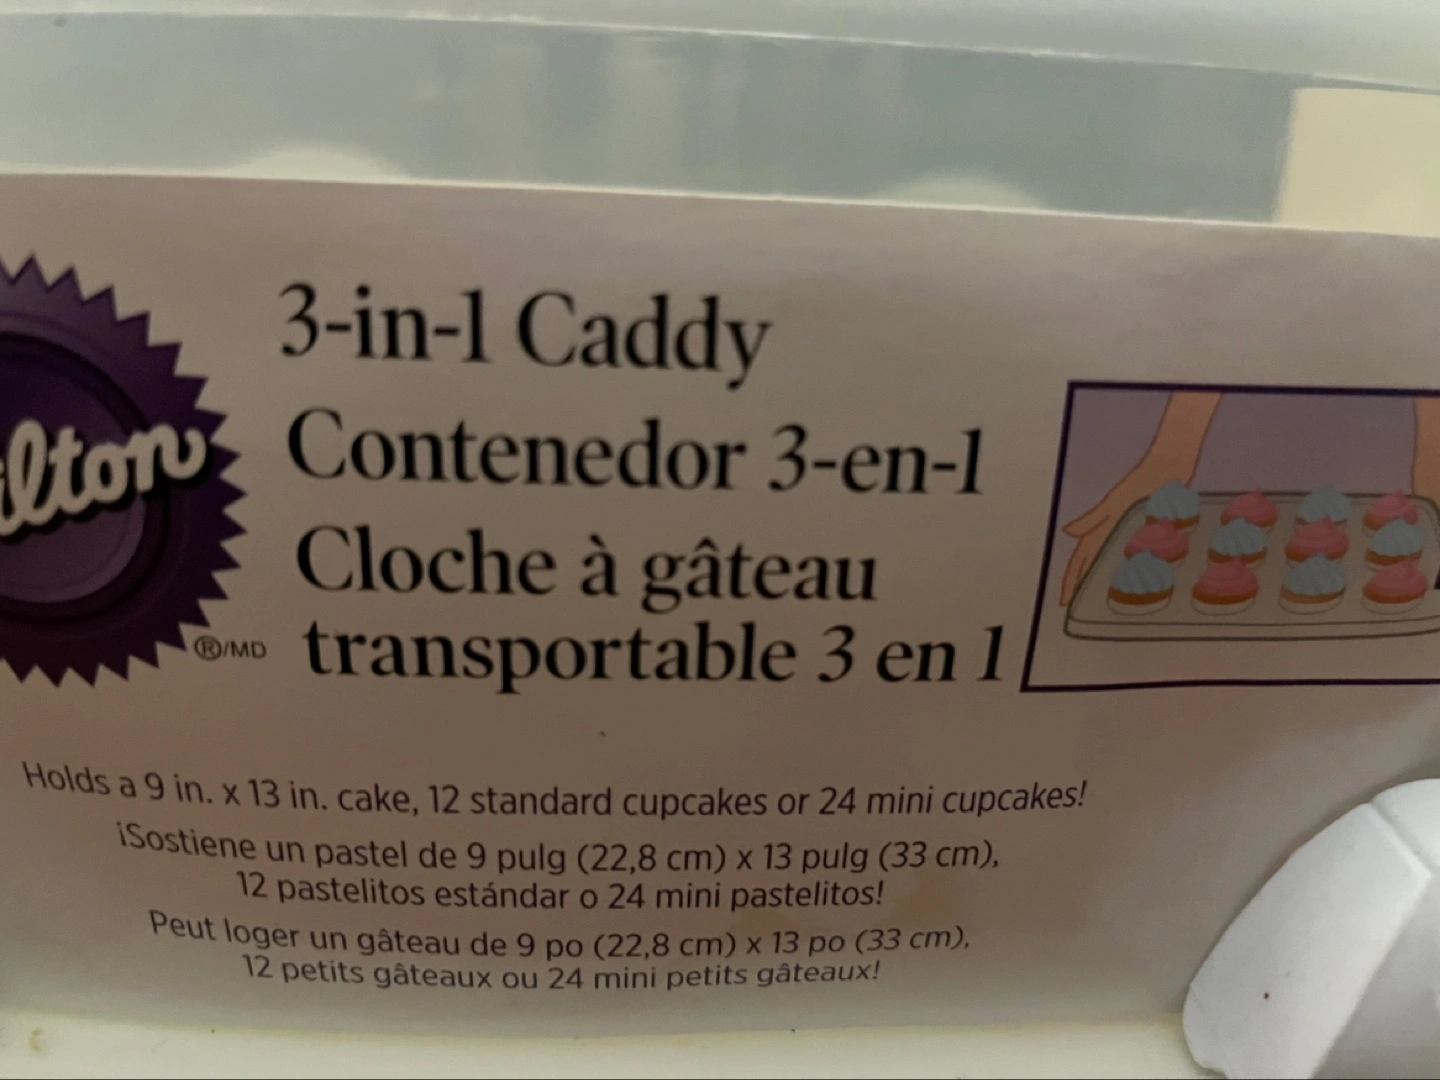 3-in-1 Caddy
Contenedor 3-en-1
Cloche à gâteau
transportable 3 en 1
®/MD
Holds a 9 in. x 13 in. cake, 12 standard cupcakes or 24 mini cupcakes!
¡Sostiene un pastel de 9 pulg (22,8 cm) x 13 pulg (33 cm),
12 pastelitos estándar o 24 mini pastelitos!
Peut loger un gâteau de 9 po (22,8 cm) x 13 po (33 cm),
12 petits gâteaux ou 24 mini petits gâteaux!